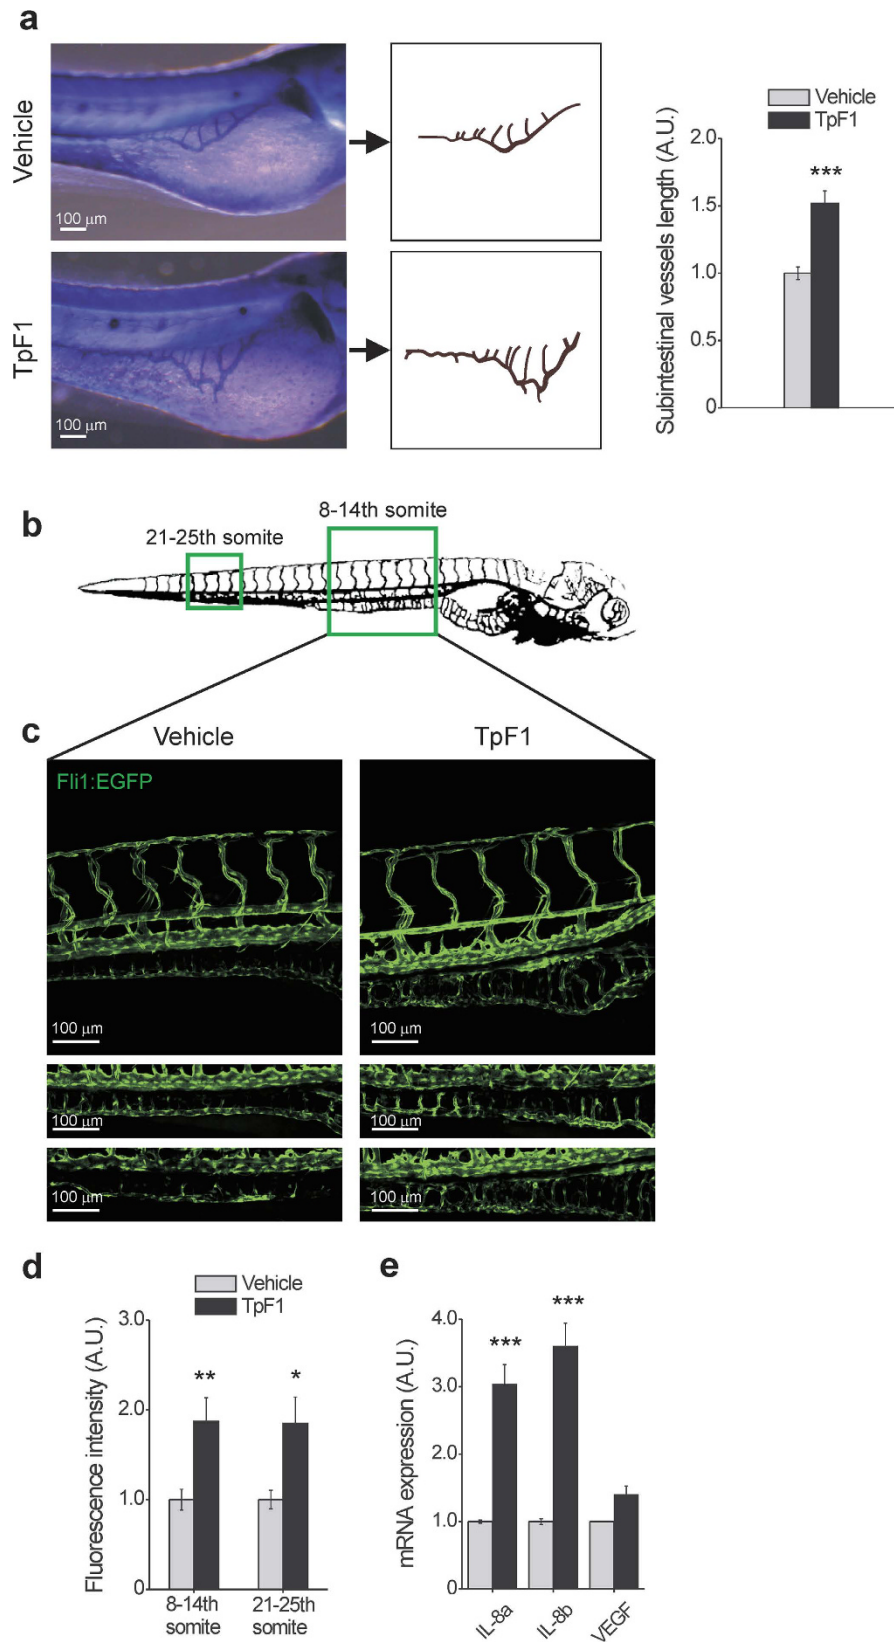 a
Vehicle
100 μm
TpF1
100 μm
Vehicle
TpF1
Subintestinal vessels length (A.U.)
2.0
***
1.5
1.0
0.5
0
b
8-14th somite
21-25th somite
c
Vehicle
TpF1
Fli1:EGFP
100 μm
100 μm
100 μm
100 μm
100 μm
100 μm
d
Vehicle
TpF1
Fluorescence intensity (A.U.)
3.0
**
*
2.0
1.0
0
8-14th
somite
21-25th
somite
e
mRNA expression (A.U.)
4.0
***
***
3.0
2.0
1.0
0
IL-8a
IL-8b
VEGF